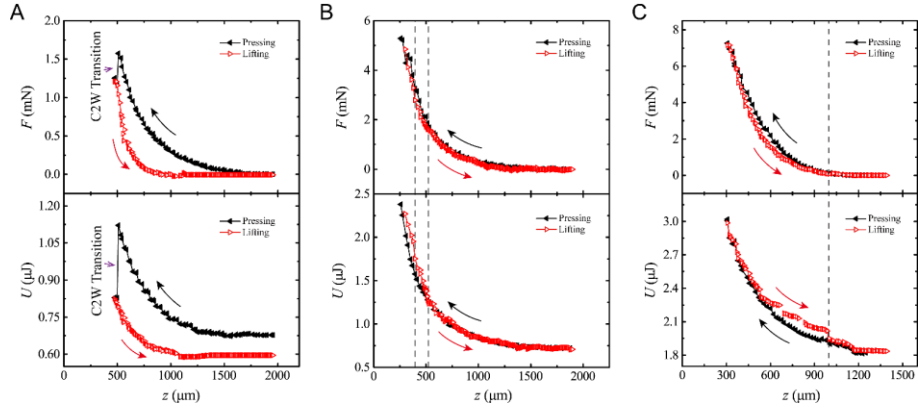 A
B
C
2.0
1.5
1.0
0.5
0.0
F (mN)
C2W Transition
Pressing
Lifting
6
4
2
0
F (mN)
Pressing
Lifting
8
6
4
2
0
F (mN)
Pressing
Lifting
1.20
1.05
0.90
0.75
0.60
U (μJ)
C2W Transition
Pressing
Lifting
0 500 1000 1500 2000
z (μm)
2.5
2.0
1.5
1.0
0.5
U (μJ)
Pressing
Lifting
0 500 1000 1500 2000
z (μm)
3.0
2.7
2.4
2.1
1.8
U (μJ)
Pressing
Lifting
0 300 600 900 1200 1500
z (μm)